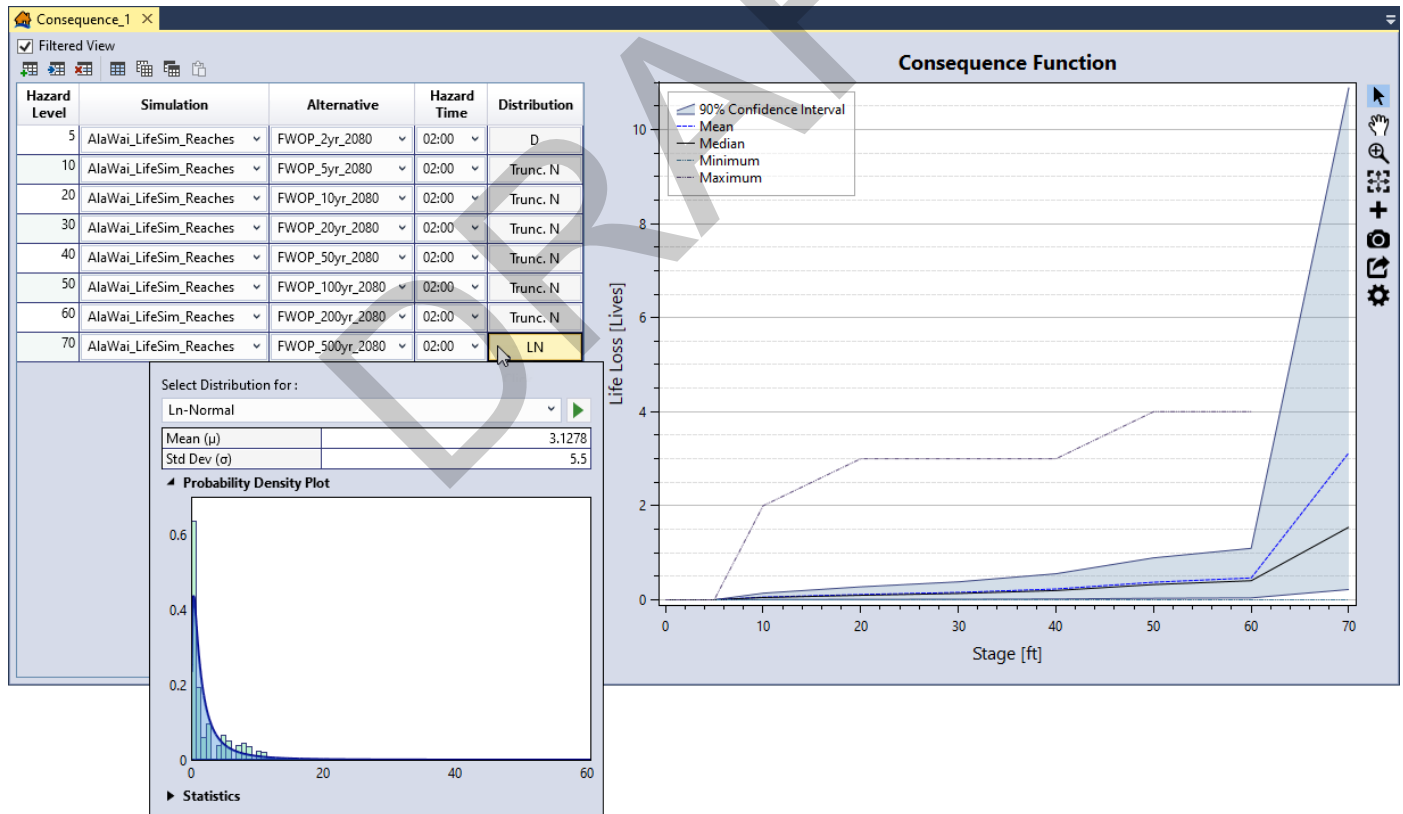 Consequence_1
Filtered View
Hazard Level Simulation Alternative Hazard Time Distribution
5 AlaWai_LifeSim_Reaches FWOP_2yr_2080 02:00 D
10 AlaWai_LifeSim_Reaches FWOP_5yr_2080 02:00 Trunc. N
20 AlaWai_LifeSim_Reaches FWOP_10yr_2080 02:00 Trunc. N
30 AlaWai_LifeSim_Reaches FWOP_20yr_2080 02:00 Trunc. N
40 AlaWai_LifeSim_Reaches FWOP_50yr_2080 02:00 Trunc. N
50 AlaWai_LifeSim_Reaches FWOP_100yr_2080 02:00 Trunc. N
60 AlaWai_LifeSim_Reaches FWOP_200yr_2080 02:00 Trunc. N
70 AlaWai_LifeSim_Reaches FWOP_500yr_2080 02:00 LN
Select Distribution for :
Ln-Normal
Mean (µ) 3.1278
Std Dev (σ) 5.5
Probability Density Plot
0.6
0.4
0.2
0
0 20 40 60
Statistics
Consequence Function
90% Confidence Interval
Mean
Median
Minimum
Maximum
Life Loss [Lives]
10
8
6
4
2
0
0 10 20 30 40 50 60 70
Stage [ft]